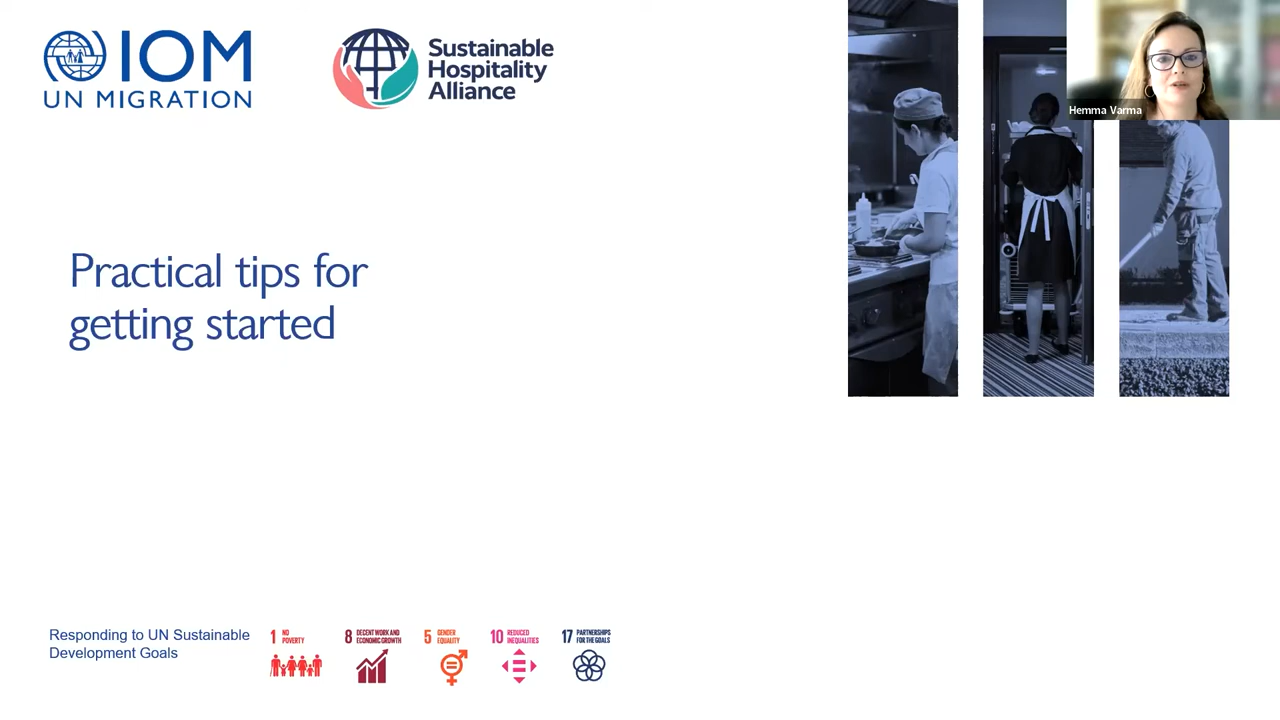 IOM
UN MIGRATION
Sustainable
Hospitality
Alliance
Hemma Varma
Practical tips for
getting started
Responding to UN Sustainable
Development Goals
1 NO
POVERTY
8 DECENT WORK AND
ECONOMIC GROWTH
5 GENDER
EQUALITY
10 REDUCED
INEQUALITIES
17 PARTNERSHIPS
FOR THE GOALS